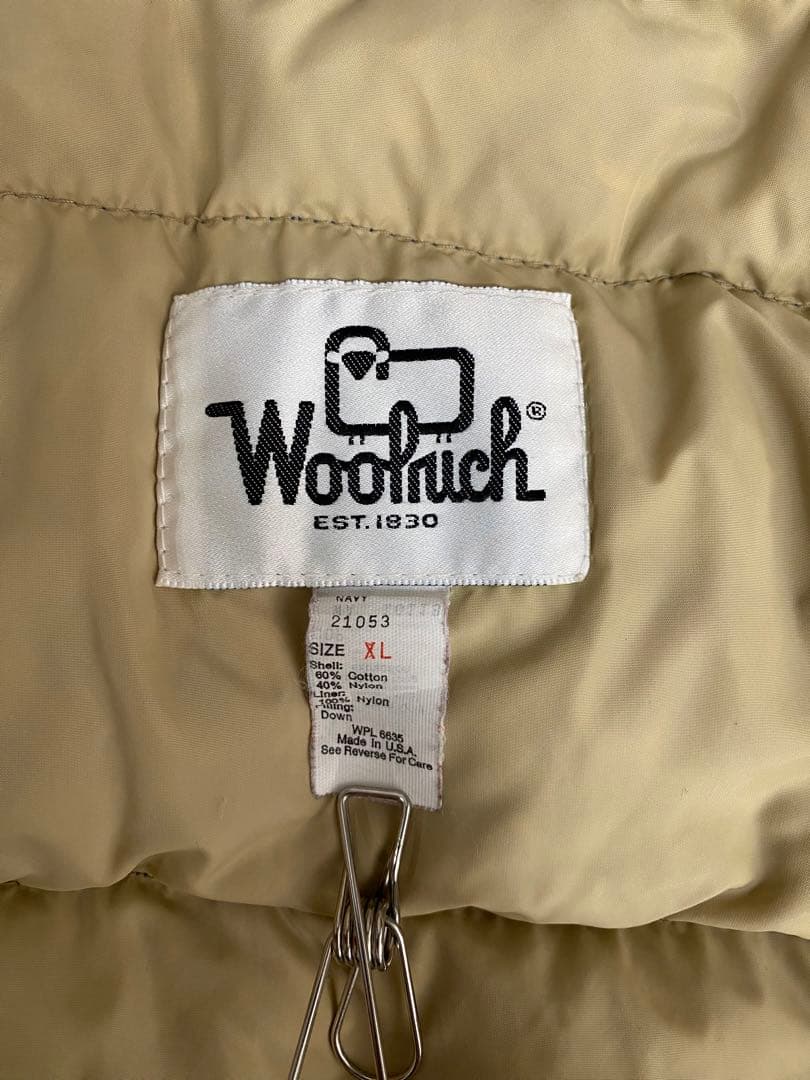 Woolrich®
EST. 1830
NAVY
21053
SIZE XL
Shell:
60% Cotton
40% Nylon
Liner:
100% Nylon
Filling:
Down
WPL 6635
Made in U.S.A.
See Reverse For Care